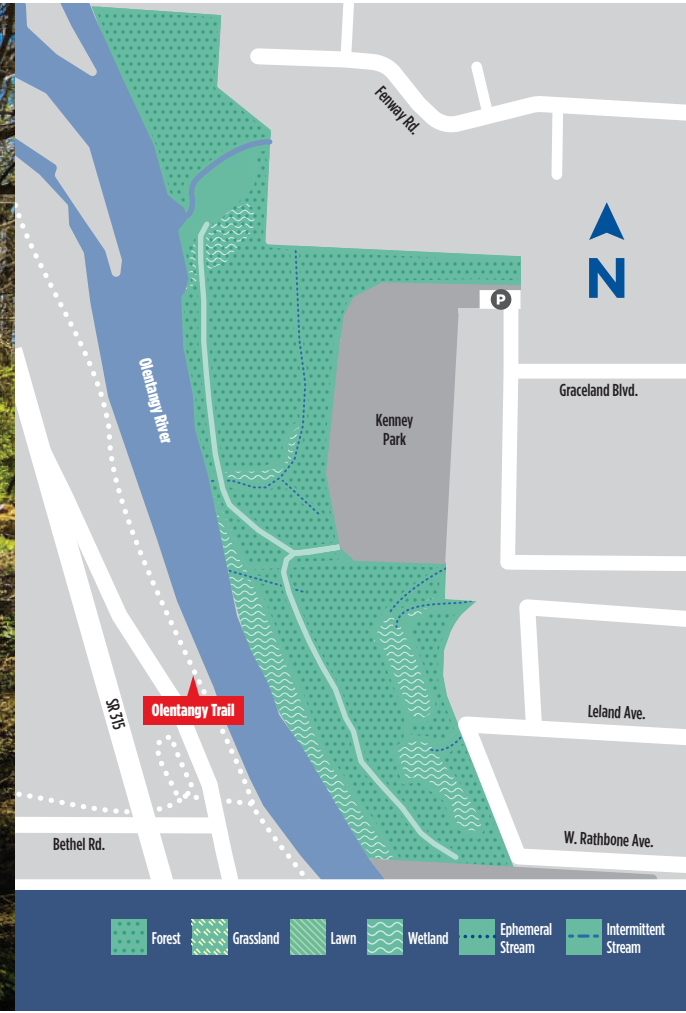 Fenway Rd.
N
P
Graceland Blvd.
Olentangy River
Kenney
Park
SR 315
Olentangy Trail
Leland Ave.
Bethel Rd.
W. Rathbone Ave.
Forest
Grassland
Lawn
Wetland
Ephemeral
Stream
Intermittent
Stream